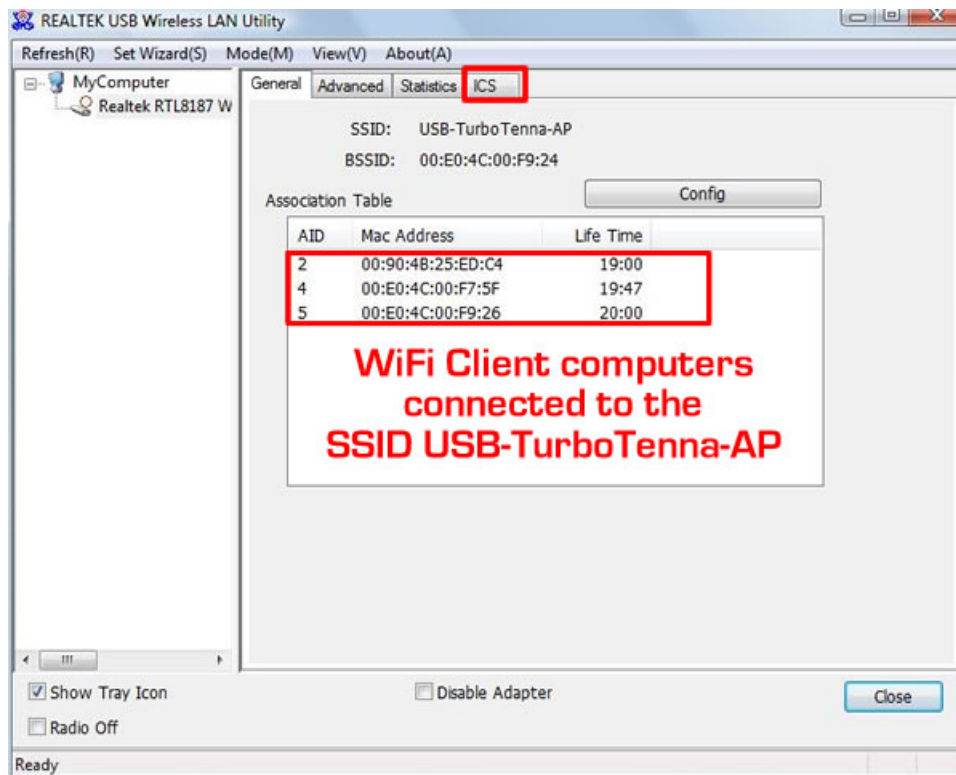 REALTEK USB Wireless LAN Utility
Refresh(R) Set Wizard(S) Mode(M) View(V) About(A)
MyComputer
Realtek RTL8187 W
General Advanced Statistics ICS
SSID: USB-TurboTenna-AP
BSSID: 00:E0:4C:00:F9:24
Association Table
Config
AID Mac Address Life Time
2 00:90:4B:25:ED:C4 19:00
4 00:E0:4C:00:F7:5F 19:47
5 00:E0:4C:00:F9:26 20:00
WiFi Client computers
connected to the
SSID USB-TurboTenna-AP
Show Tray Icon
Disable Adapter
Close
Radio Off
Ready